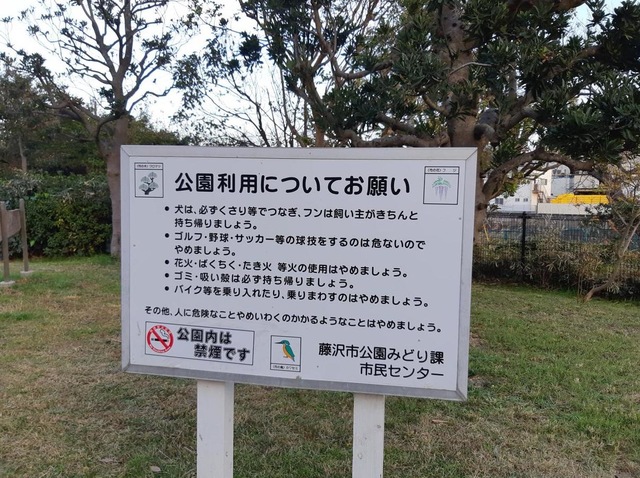 公園利用についてお願い
• 犬は、必ずくさり等でつなぎ、フンは飼い主がきちんと
持ち帰りましょう。
• ゴルフ・野球・サッカー等の球技をするのは危ないので
やめましょう。
• 花火・ばくちく・たき火 等火の使用はやめましょう。
• ゴミ・吸い殻は必ず持ち帰りましょう。
• バイク等を乗り入れたり、乗りまわすのはやめましょう。
その他、人に危険なことやめいわくのかかるようなことはやめましょう。
公園内は
禁煙です
藤沢市公園みどり課
市民センター